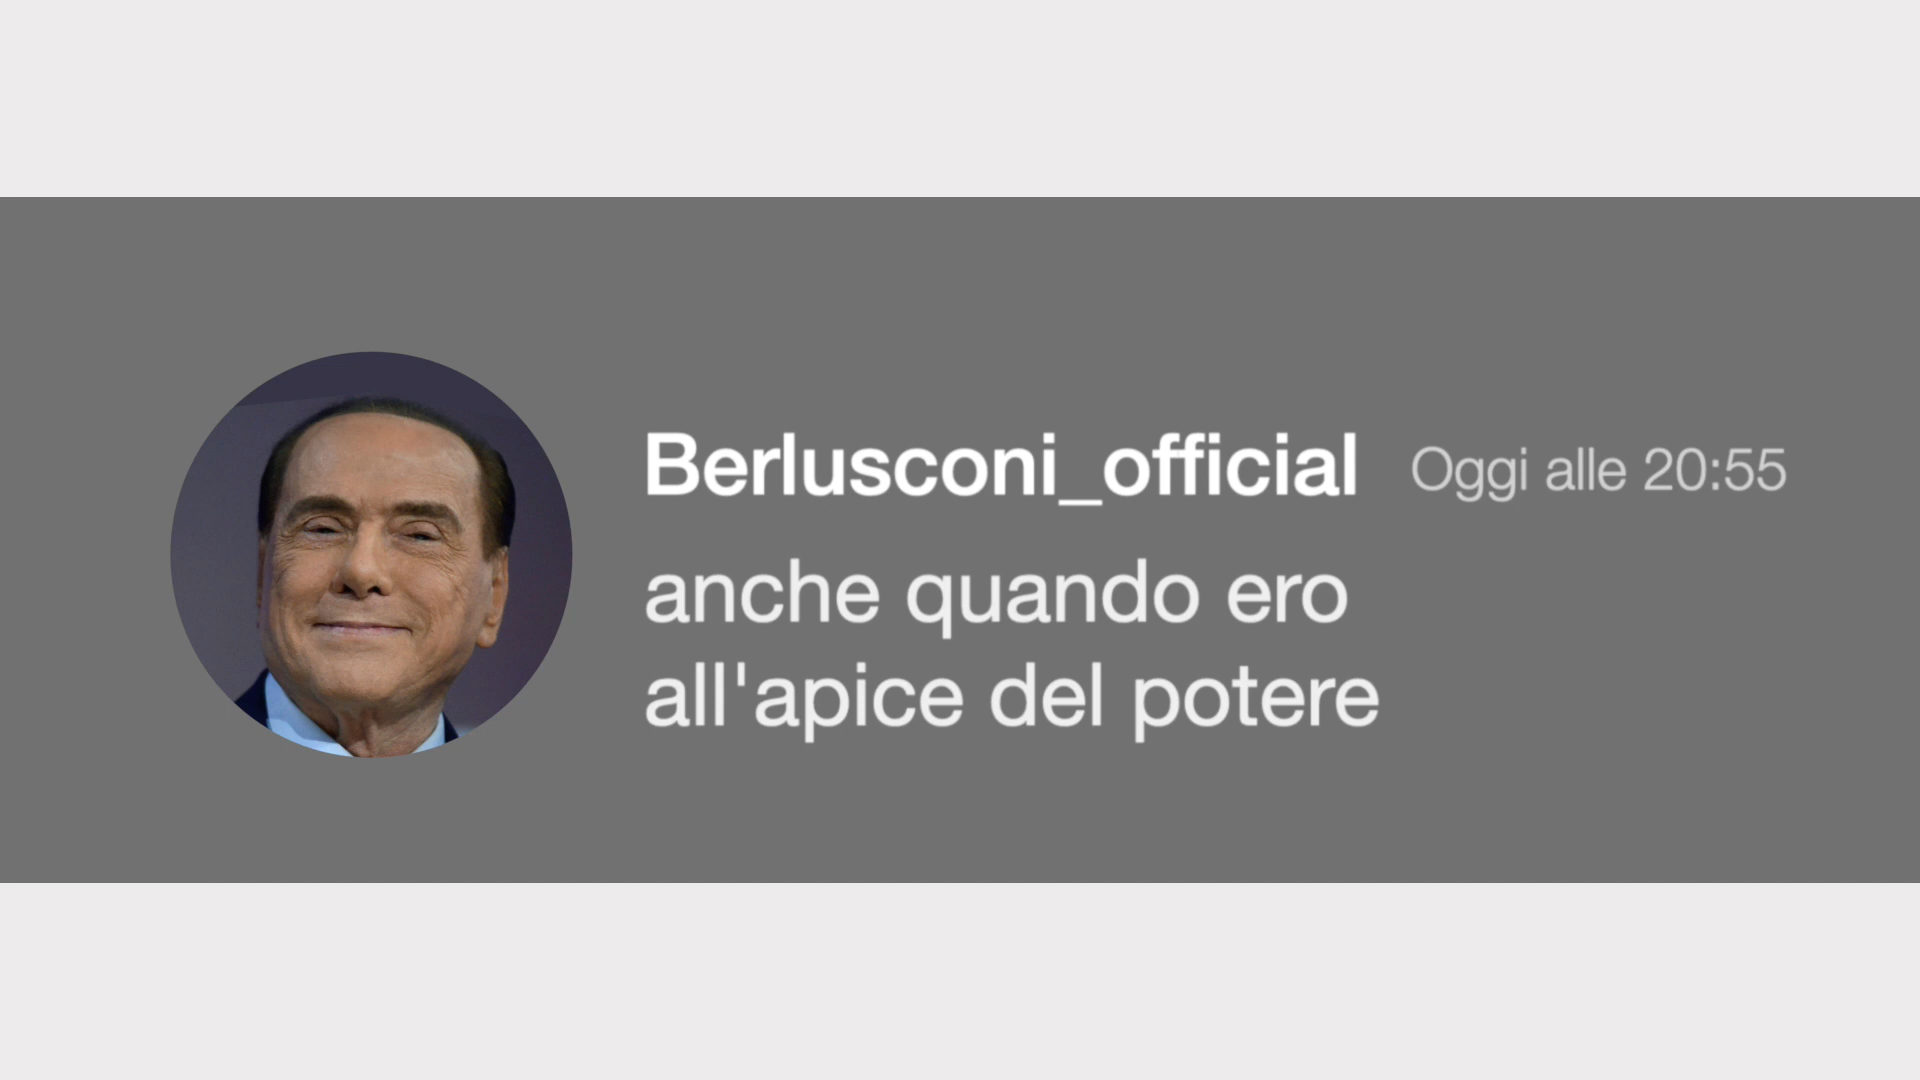 Berlusconi_official Oggi alle 20:55
anche quando ero
all'apice del potere